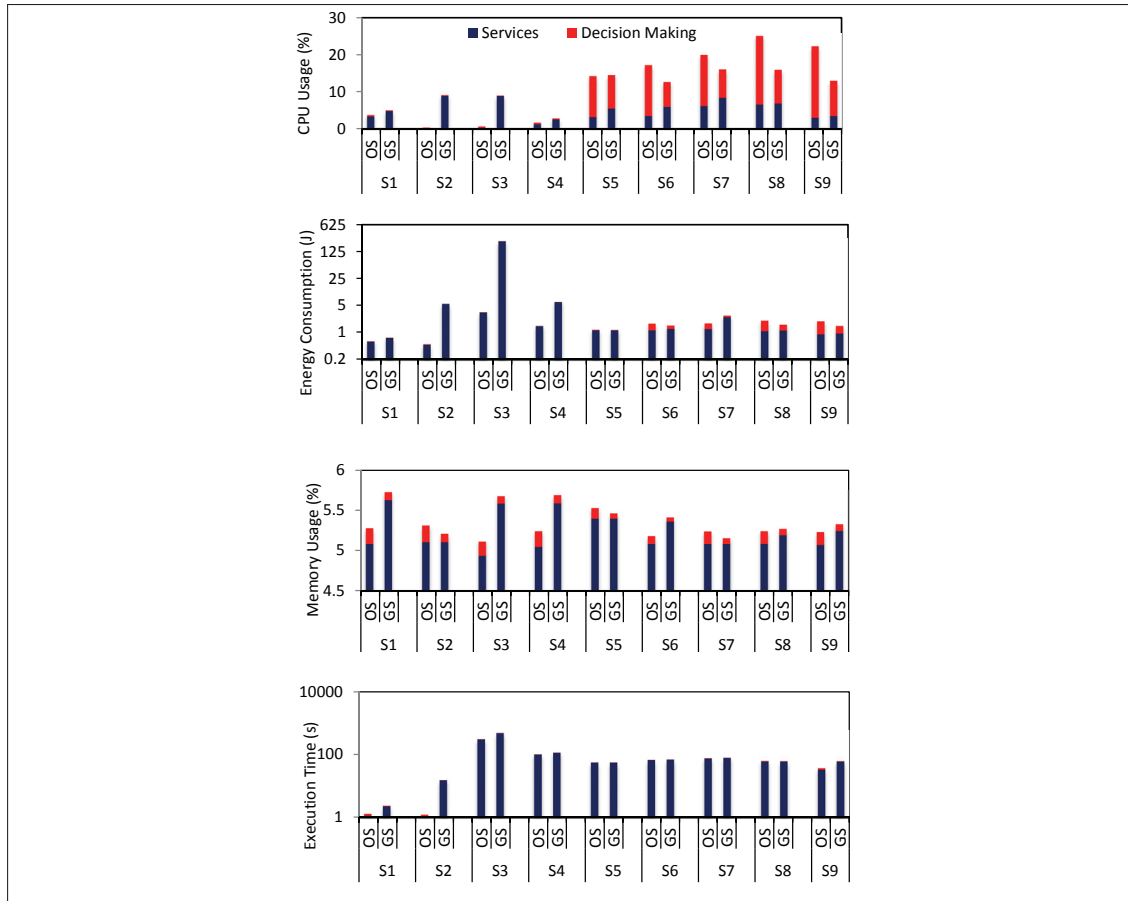 CPU Usage (%)
30
20
10
0
Services Decision Making
OS GS OS GS OS GS OS GS OS GS OS GS OS GS OS GS OS GS
S1 S2 S3 S4 S5 S6 S7 S8 S9
Energy Consumption (J)
625
125
25
5
1
0.2
OS GS OS GS OS GS OS GS OS GS OS GS OS GS OS GS OS GS
S1 S2 S3 S4 S5 S6 S7 S8 S9
Memory Usage (%)
6
5.5
5
4.5
OS GS OS GS OS GS OS GS OS GS OS GS OS GS OS GS OS GS
S1 S2 S3 S4 S5 S6 S7 S8 S9
Execution Time (s)
10000
100
1
OS GS OS GS OS GS OS GS OS GS OS GS OS GS OS GS OS GS
S1 S2 S3 S4 S5 S6 S7 S8 S9